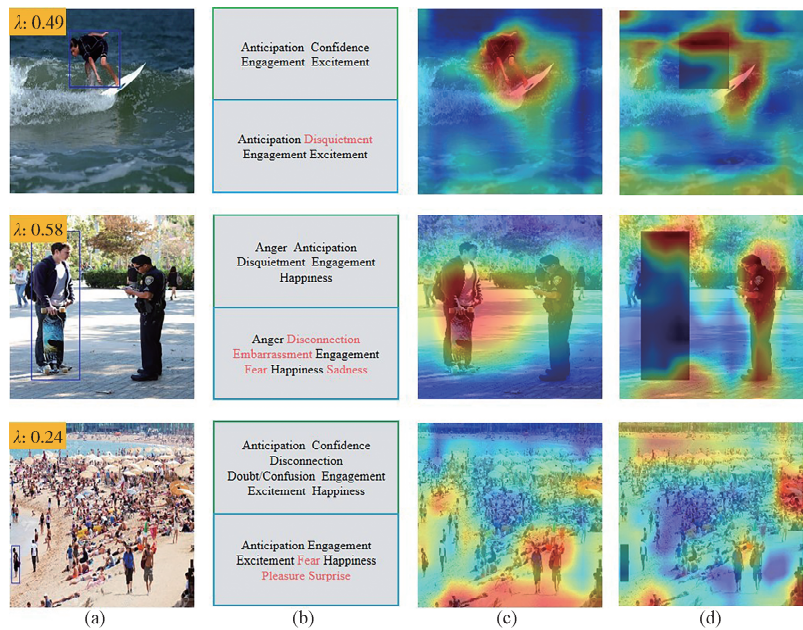 λ: 0.49
Anticipation Confidence
Engagement Excitement
Anticipation Disquietment
Engagement Excitement
λ: 0.58
Anger Anticipation
Disquietment Engagement
Happiness
Anger Disconnection
Embarrassment Engagement
Fear Happiness Sadness
λ: 0.24
Anticipation Confidence
Disconnection
Doubt/Confusion Engagement
Excitement Happiness
Anticipation Engagement
Excitement Fear Happiness
Pleasure Surprise
(a) (b) (c) (d)